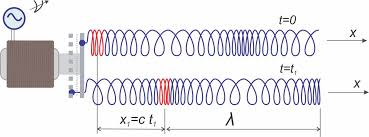 t=0
x
t=t₁
x
x₁=c t₁
λ